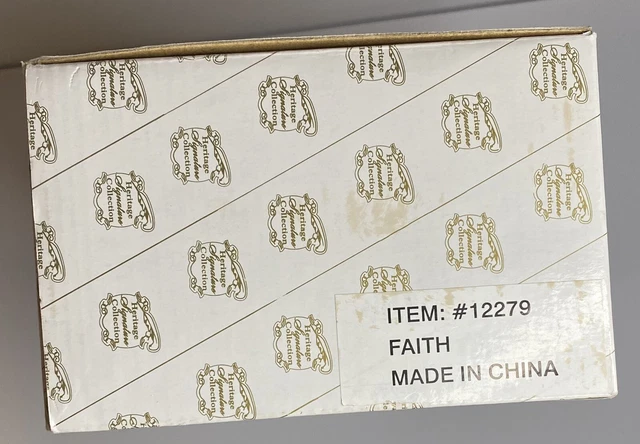 Heritage
Signature
Collection
ITEM: #12279
FAITH
MADE IN CHINA